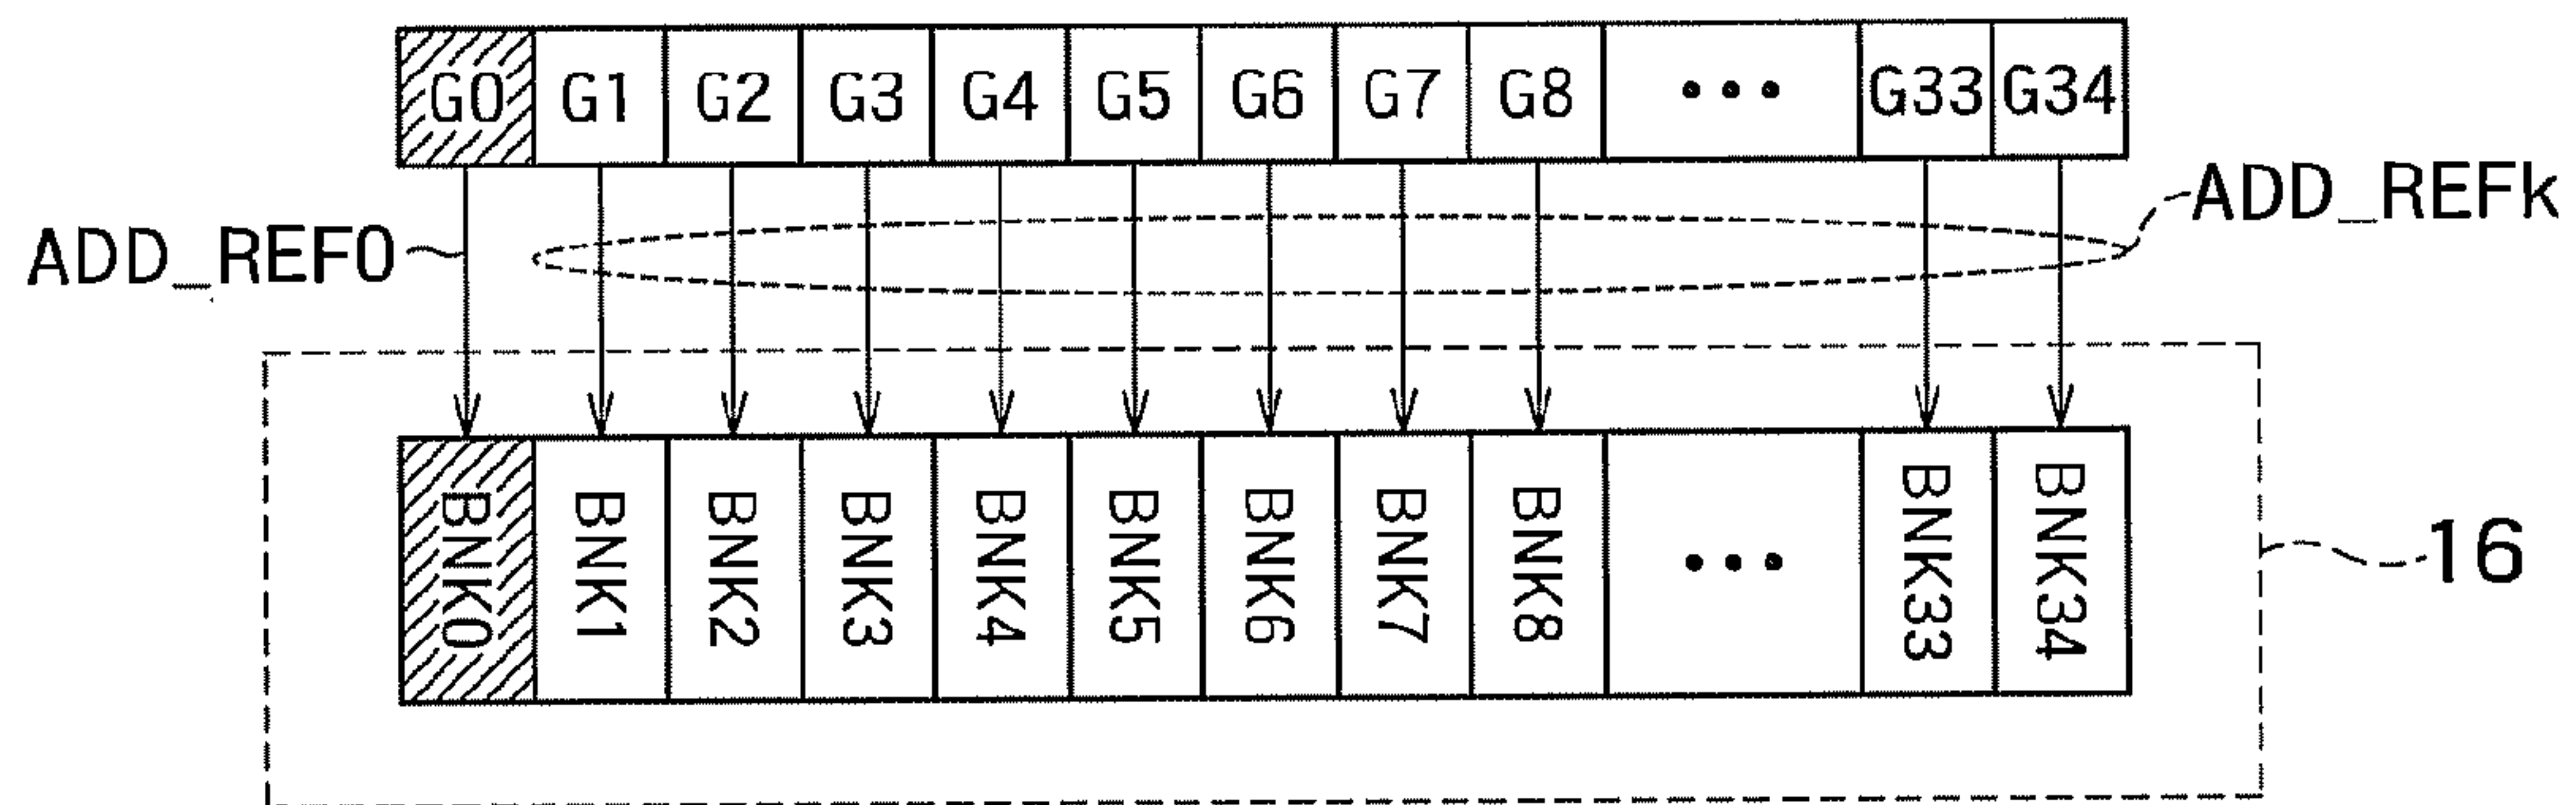 G0 G1 G2 G3 G4 G5 G6 G7 G8 ••• G33 G34
ADD_REFk
ADD_REF0
BNK0 BNK1 BNK2 BNK3 BNK4 BNK5 BNK6 BNK7 BNK8 ••• BNK33 BNK34
16